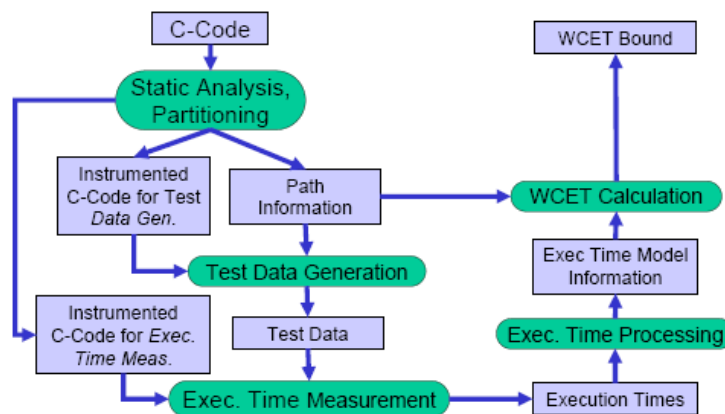 C-Code
WCET Bound
Static Analysis,
Partitioning
Instrumented
C-Code for Test
Data Gen.
Path
Information
WCET Calculation
Test Data Generation
Exec Time Model
Information
Instrumented
C-Code for Exec.
Time Meas.
Test Data
Exec. Time Processing
Exec. Time Measurement
Execution Times